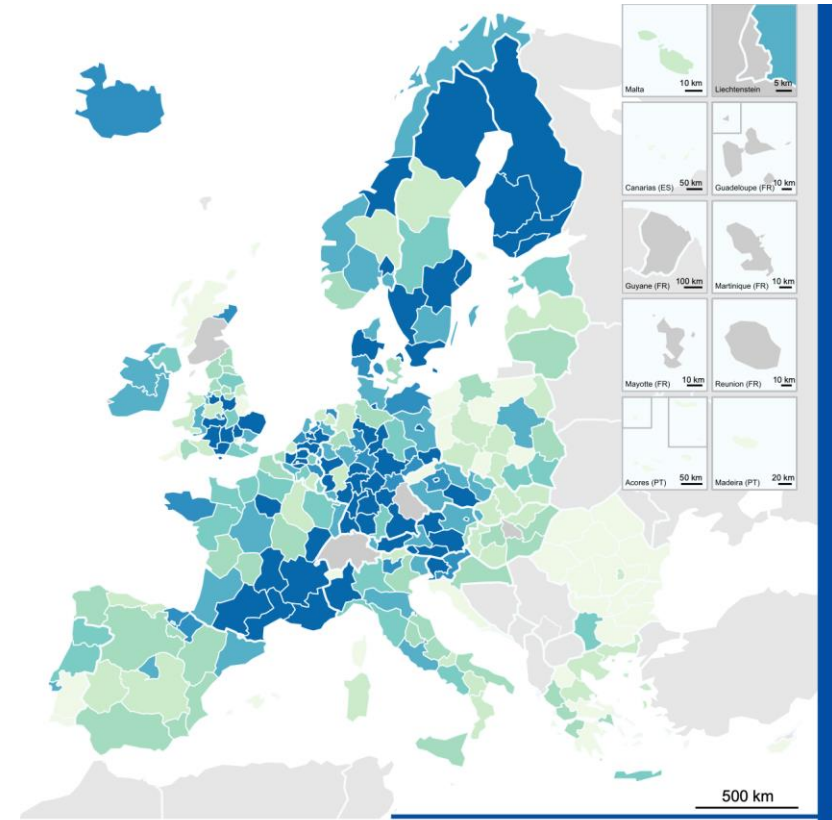 10 km
Malta
5 km
Liechtenstein
50 km
Canarias (ES)
10 km
Guadeloupe (FR)
100 km
Guyane (FR)
10 km
Martinique (FR)
10 km
Mayotte (FR)
10 km
Reunion (FR)
50 km
Acores (PT)
20 km
Madeira (PT)
500 km